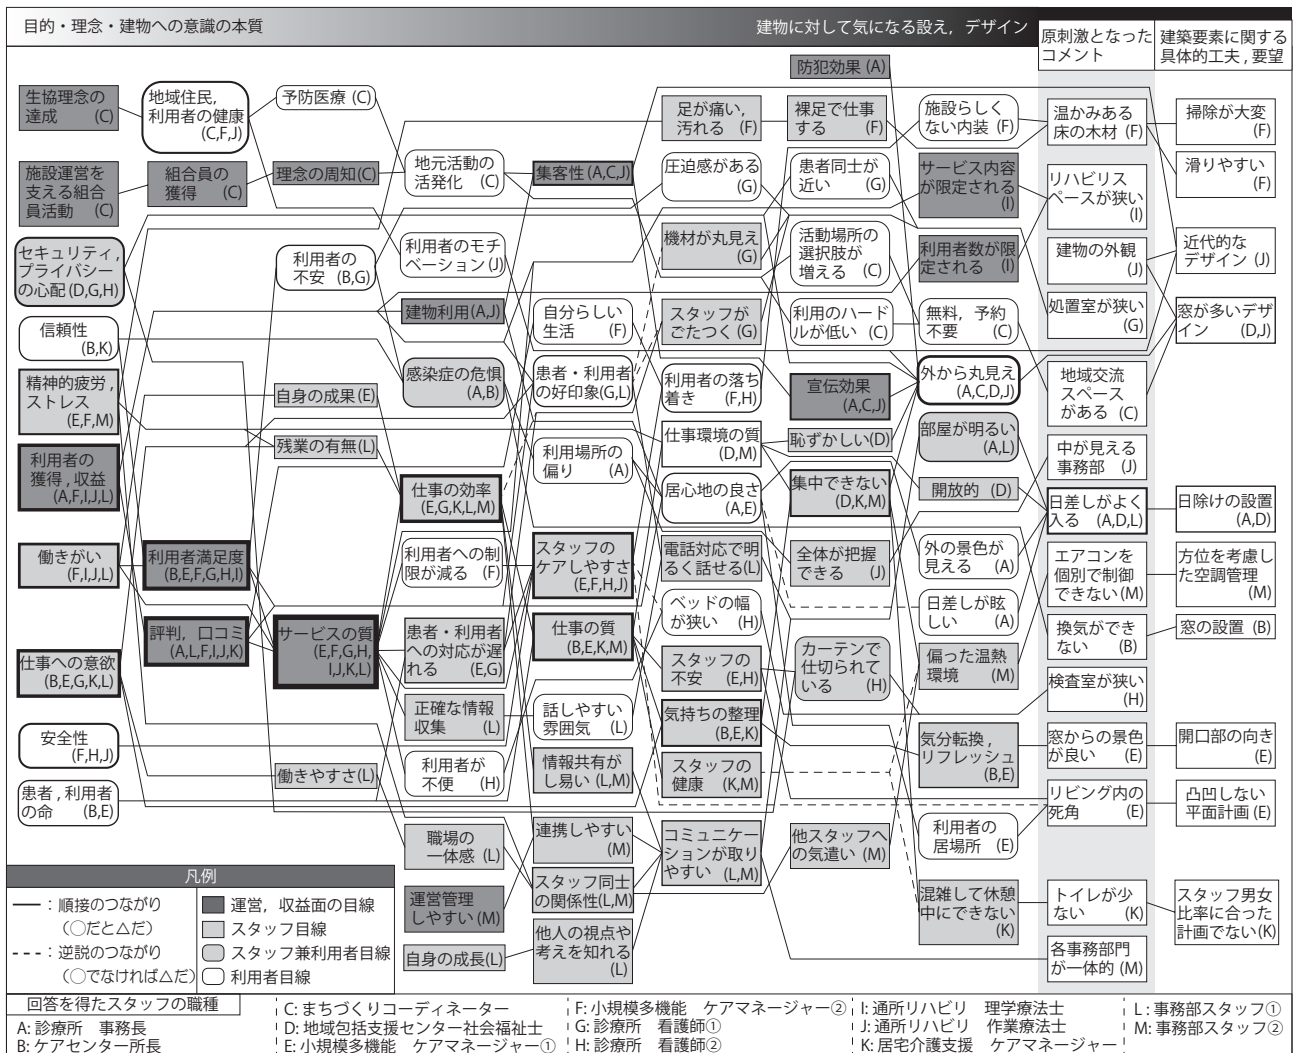 目的・理念・建物への意識の本質
建物に対して気になる設え，デザイン
原刺激となった
コメント
建築要素に関する
具体的工夫 , 要望
生協理念の
達成 (C)
地域住民,
利用者の健康
(C,F,J)
予防医療 (C)
施設運営を
支える組合
員活動 (C)
組合員の
獲得 (C)
理念の周知(C)
地元活動の
活発化 (C)
集客性 (A,C,J)
足が痛い,
汚れる (F)
圧迫感がある
(G)
防犯効果 (A)
裸足で仕事
する (F)
患者同士が
近い (G)
施設らしく
ない内装 (F)
サービス内容
が限定される
(I)
温かみある
床の木材 (F)
リハビリス
ペースが狭い
(I)
掃除が大変
(F)
滑りやすい
(F)
セキュリティ,
プライバシー
の心配 (D,G,H)
利用者の
不安 (B,G)
利用者のモチ
ベーション(J)
機材が丸見え
(G)
活動場所の
選択肢が
増える (C)
利用者数が限
定される (I)
建物の外観
(J)
近代的な
デザイン (J)
信頼性
(B,K)
建物利用(A,J)
自分らしい
生活 (F)
スタッフが
ごたつく (G)
利用のハード
ルが低い (C)
無料，予約
不要 (C)
処置室が狭い
(G)
窓が多いデザ
イン (D,J)
精神的疲労 ,
ストレス
(E,F,M)
自身の成果(E)
感染症の危惧
(A,B)
患者・利用者
の好印象(G,L)
利用者の落ち
着き (F,H)
宣伝効果
(A,C,J)
外から丸見え
(A,C,D,J)
地域交流
スペース
がある (C)
利用者の
獲得 , 収益
(A,F,I,J,L)
残業の有無(L)
仕事の効率
(E,G,K,L,M)
利用場所の
偏り (A)
仕事環境の質
(D,M)
居心地の良さ
(A,E)
恥ずかしい(D)
集中できない
(D,K,M)
部屋が明るい
(A,L)
開放的 (D)
中が見える
事務部 (J)
日差しがよく
入る (A,D,L)
日除けの設置
(A,D)
働きがい
(F,I,J,L)
利用者満足度
(B,E,F,G,H,I)
利用者への制
限が減る (F)
スタッフの
ケアしやすさ
(E,F,H,J)
電話対応で明
るく話せる(L)
全体が把握
できる (J)
外の景色が
見える (A)
エアコンを
個別で制御
できない(M)
方位を考慮し
た空調管理
(M)
仕事への意欲
(B,E,G,K,L)
評判，口コミ
(A,L,F,I,J,K)
サービスの質
(E,F,G,H,
I,J,K,L)
患者・利用者
への対応が遅
れる (E,G)
仕事の質
(B,E,K,M)
ベッドの幅
が狭い (H)
スタッフの
不安 (E,H)
カーテンで
仕切られて
いる (H)
日差しが眩
しい (A)
偏った温熱
環境 (M)
換気ができ
ない (B)
窓の設置 (B)
検査室が狭い
(H)
安全性
(F,H,J)
正確な情報
収集 (L)
話しやすい
雰囲気 (L)
気持ちの整理
(B,E,K)
気分転換 ,
リフレッシュ
(B,E)
窓からの景色
が良い (E)
開口部の向き
(E)
患者 , 利用者
の命 (B,E)
働きやすさ(L)
利用者が
不便 (H)
情報共有が
し易い (L,M)
スタッフの
健康 (K,M)
利用者の
居場所 (E)
リビング内の
死角 (E)
凸凹しない
平面計画 (E)
職場の
一体感 (L)
連携しやすい
(M)
コミュニケー
ションが取り
やすい (L,M)
他スタッフへ
の気遣い (M)
運営管理
しやすい (M)
スタッフ同士
の関係性(L,M)
混雑して休憩
中にできない
(K)
トイレが少
ない (K)
スタッフ男女
比率に合った
計画でない(K)
自身の成長(L)
他人の視点や
考えを知れる
(L)
各事務部門
が一体的 (M)
凡例
：順接のつながり
（○だと△だ）
：逆説のつながり
（○でなければ△だ）
運営，収益面の目線
スタッフ目線
スタッフ兼利用者目線
利用者目線
回答を得たスタッフの職種
A: 診療所 事務長
B: ケアセンター所長
C: まちづくりコーディネーター
D: 地域包括支援センター社会福祉士
E: 小規模多機能 ケアマネージャー①
F: 小規模多機能 ケアマネージャー②
G: 診療所 看護師①
H: 診療所 看護師②
I: 通所リハビリ 理学療法士
J: 通所リハビリ 作業療法士
K: 居宅介護支援 ケアマネージャー
L : 事務部スタッフ①
M: 事務部スタッフ②